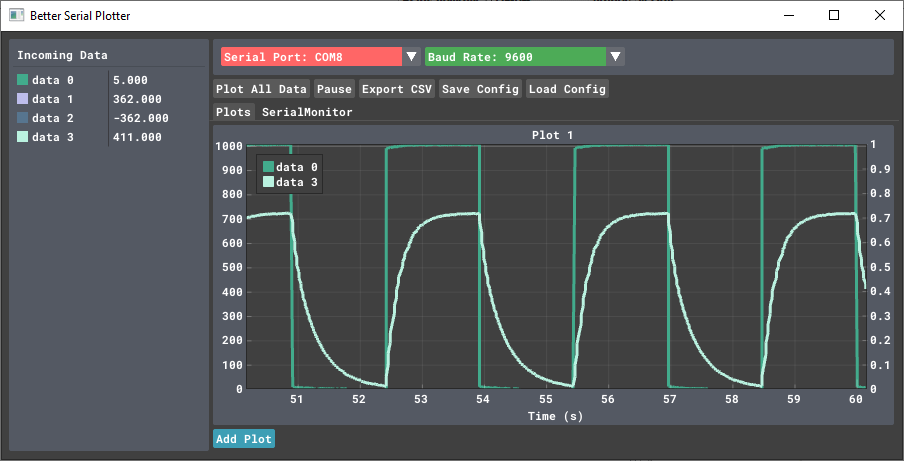 Better Serial Plotter
Incoming Data
data 0 5.000
data 1 362.000
data 2 -362.000
data 3 411.000
Serial Port: COM8 Baud Rate: 9600
Plot All Data Pause Export CSV Save Config Load Config
Plots SerialMonitor
Plot 1
data 0
data 3
1000
900
800
700
600
500
400
300
200
100
0
1
0.9
0.8
0.7
0.6
0.5
0.4
0.3
0.2
0.1
0
51 52 53 54 55 56 57 58 59 60
Time (s)
Add Plot